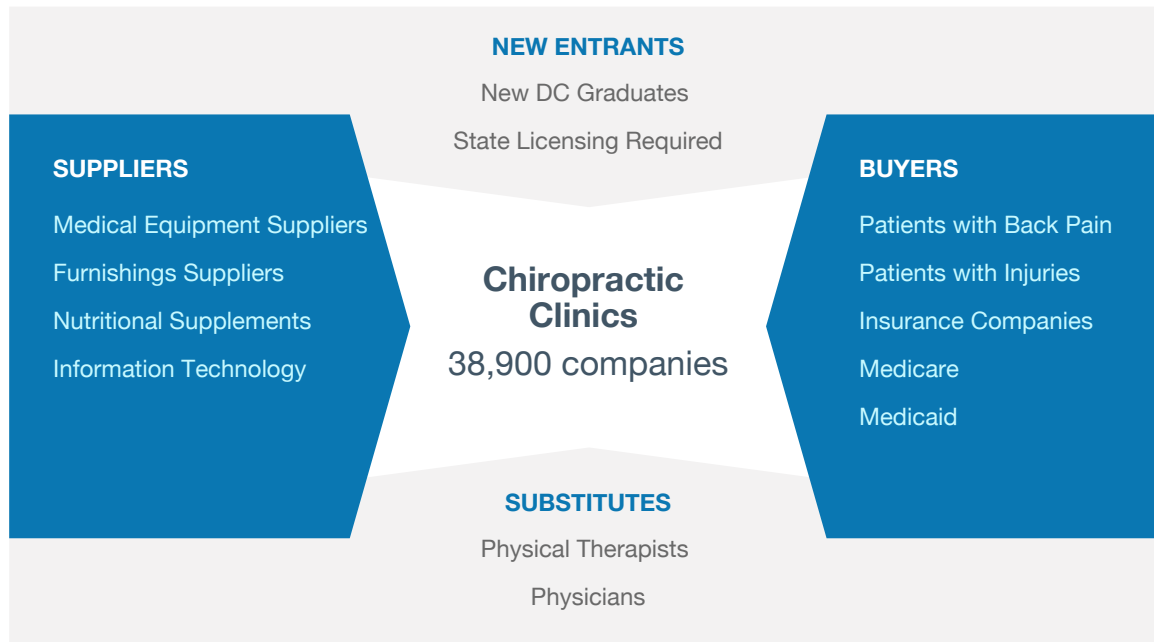 NEW ENTRANTS
New DC Graduates
State Licensing Required
SUPPLIERS
Medical Equipment Suppliers
Furnishings Suppliers
Nutritional Supplements
Information Technology
Chiropractic
Clinics
38,900 companies
BUYERS
Patients with Back Pain
Patients with Injuries
Insurance Companies
Medicare
Medicaid
SUBSTITUTES
Physical Therapists
Physicians